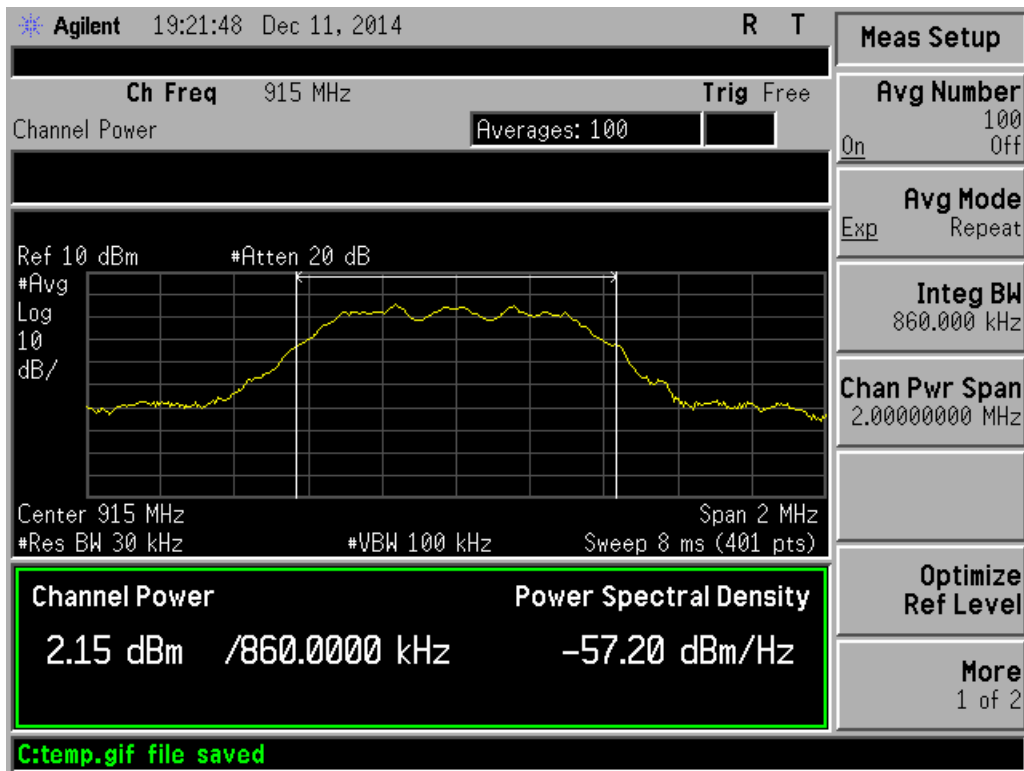 Agilent 19:21:48 Dec 11, 2014 R T
Ch Freq 915 MHz Trig Free
Channel Power Averages: 100
Ref 10 dBm #Atten 20 dB
#Avg
Log
10
dB/
Center 915 MHz Span 2 MHz
#Res BW 30 kHz #VBW 100 kHz Sweep 8 ms (401 pts)
Channel Power Power Spectral Density
2.15 dBm /860.0000 kHz -57.20 dBm/Hz
C:temp.gif file saved
Meas Setup
Avg Number
100
On Off
Avg Mode
Exp Repeat
Integ BW
860.000 kHz
Chan Pwr Span
2.00000000 MHz
Optimize
Ref Level
More
1 of 2